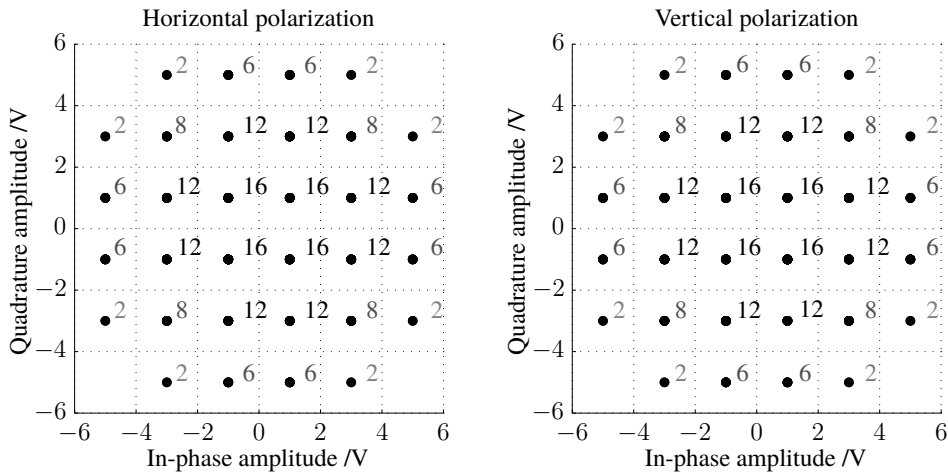 Horizontal polarization
6
2 6 6 2
4
2 8 12 12 8 2
2
6 12 16 16 12 6
0
6 12 16 16 12 6
−2
2 8 12 12 8 2
−4
2 6 6 2
−6
−6 −4 −2 0 2 4 6
In-phase amplitude /V
Quadrature amplitude /V
Vertical polarization
6
2 6 6 2
4
2 8 12 12 8 2
2
6 12 16 16 12 6
0
6 12 16 16 12 6
−2
2 8 12 12 8 2
−4
2 6 6 2
−6
−6 −4 −2 0 2 4 6
In-phase amplitude /V
Quadrature amplitude /V